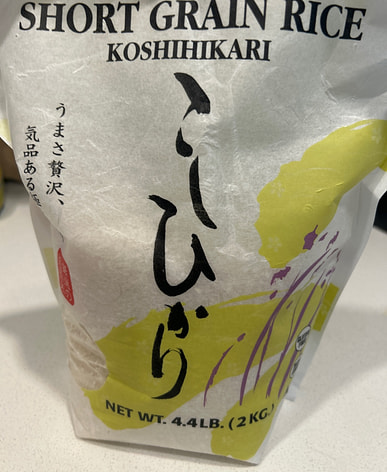 SHORT GRAIN RICE
KOSHIHIKARI
こしひかり
うまさ贅沢、
気品ある
NET WT. 4.4LB. (2KG.)